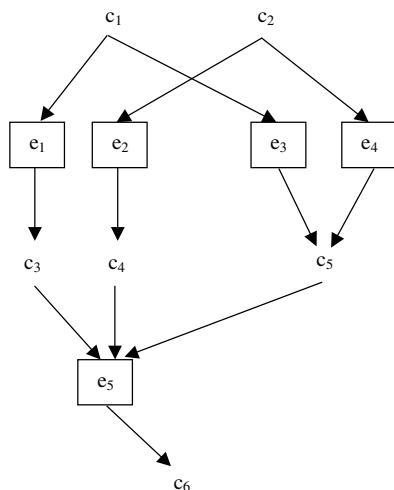 c₁ c₂
e₁ e₂ e₃ e₄
c₃ c₄ c₅
e₅
c₆